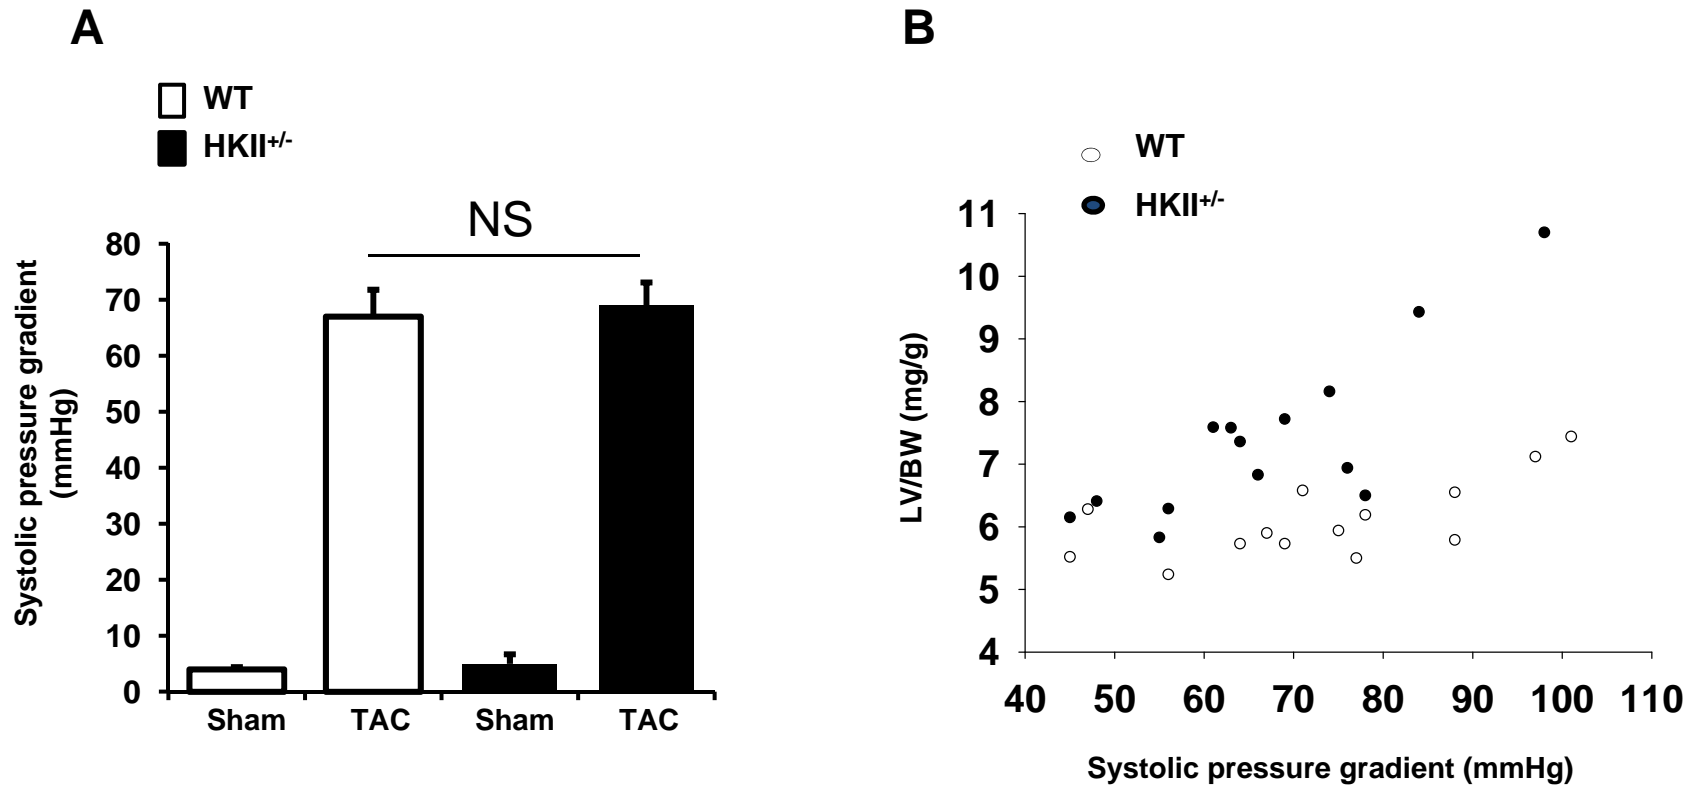 A
WT
HKII+/-
NS
Systolic pressure gradient
(mmHg)
80
70
60
50
40
30
20
10
0
Sham TAC Sham TAC
B
WT
HKII+/-
LV/BW (mg/g)
11
10
9
8
7
6
5
4
40 50 60 70 80 90 100 110
Systolic pressure gradient (mmHg)